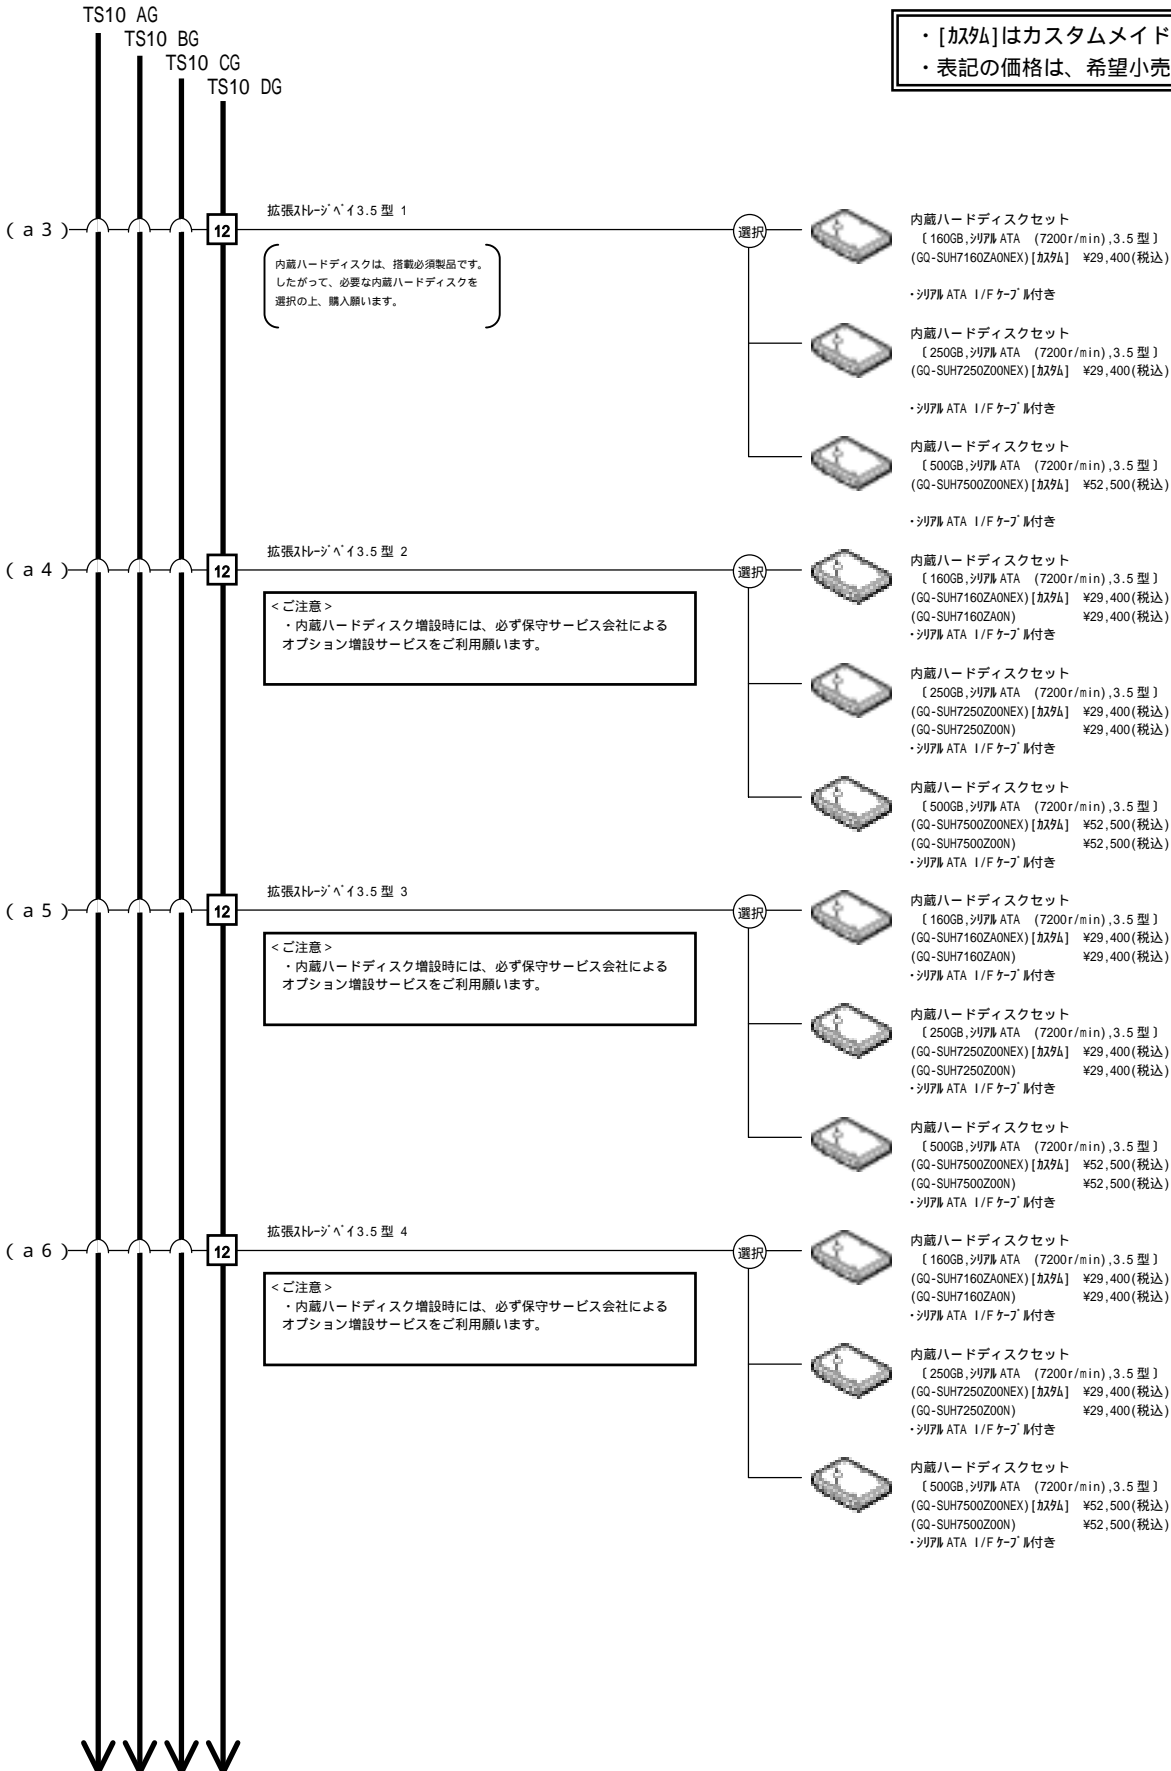 TS10 AG
TS10 BG
TS10 CG
TS10 DG
・[ｶｽﾀﾑ]はカスタムメイド
・表記の価格は、希望小売
(a3)
12
拡張ｽﾄﾚｰｼﾞﾍﾞｲ3.5型 1
内蔵ハードディスクは、搭載必須製品です。
したがって、必要な内蔵ハードディスクを
選択の上、購入願います。
選択
内蔵ハードディスクセット
〔160GB,ｼﾘｱﾙATA (7200r/min),3.5型〕
(GQ-SUH7160ZA0NEX)[ｶｽﾀﾑ] ¥29,400(税込)
・ｼﾘｱﾙATA I/Fｹｰﾌﾞﾙ付き
内蔵ハードディスクセット
〔250GB,ｼﾘｱﾙATA (7200r/min),3.5型〕
(GQ-SUH7250Z00NEX)[ｶｽﾀﾑ] ¥29,400(税込)
・ｼﾘｱﾙATA I/Fｹｰﾌﾞﾙ付き
内蔵ハードディスクセット
〔500GB,ｼﾘｱﾙATA (7200r/min),3.5型〕
(GQ-SUH7500Z00NEX)[ｶｽﾀﾑ] ¥52,500(税込)
・ｼﾘｱﾙATA I/Fｹｰﾌﾞﾙ付き
(a4)
12
拡張ｽﾄﾚｰｼﾞﾍﾞｲ3.5型 2
<ご注意>
・内蔵ハードディスク増設時には、必ず保守サービス会社による
オプション増設サービスをご利用願います。
選択
内蔵ハードディスクセット
〔160GB,ｼﾘｱﾙATA (7200r/min),3.5型〕
(GQ-SUH7160ZA0NEX)[ｶｽﾀﾑ] ¥29,400(税込)
(GQ-SUH7160ZA0N) ¥29,400(税込)
・ｼﾘｱﾙATA I/Fｹｰﾌﾞﾙ付き
内蔵ハードディスクセット
〔250GB,ｼﾘｱﾙATA (7200r/min),3.5型〕
(GQ-SUH7250Z00NEX)[ｶｽﾀﾑ] ¥29,400(税込)
(GQ-SUH7250Z00N) ¥29,400(税込)
・ｼﾘｱﾙATA I/Fｹｰﾌﾞﾙ付き
内蔵ハードディスクセット
〔500GB,ｼﾘｱﾙATA (7200r/min),3.5型〕
(GQ-SUH7500Z00NEX)[ｶｽﾀﾑ] ¥52,500(税込)
(GQ-SUH7500Z00N) ¥52,500(税込)
・ｼﾘｱﾙATA I/Fｹｰﾌﾞﾙ付き
(a5)
12
拡張ｽﾄﾚｰｼﾞﾍﾞｲ3.5型 3
<ご注意>
・内蔵ハードディスク増設時には、必ず保守サービス会社による
オプション増設サービスをご利用願います。
選択
内蔵ハードディスクセット
〔160GB,ｼﾘｱﾙATA (7200r/min),3.5型〕
(GQ-SUH7160ZA0NEX)[ｶｽﾀﾑ] ¥29,400(税込)
(GQ-SUH7160ZA0N) ¥29,400(税込)
・ｼﾘｱﾙATA I/Fｹｰﾌﾞﾙ付き
内蔵ハードディスクセット
〔250GB,ｼﾘｱﾙATA (7200r/min),3.5型〕
(GQ-SUH7250Z00NEX)[ｶｽﾀﾑ] ¥29,400(税込)
(GQ-SUH7250Z00N) ¥29,400(税込)
・ｼﾘｱﾙATA I/Fｹｰﾌﾞﾙ付き
内蔵ハードディスクセット
〔500GB,ｼﾘｱﾙATA (7200r/min),3.5型〕
(GQ-SUH7500Z00NEX)[ｶｽﾀﾑ] ¥52,500(税込)
(GQ-SUH7500Z00N) ¥52,500(税込)
・ｼﾘｱﾙATA I/Fｹｰﾌﾞﾙ付き
(a6)
12
拡張ｽﾄﾚｰｼﾞﾍﾞｲ3.5型 4
<ご注意>
・内蔵ハードディスク増設時には、必ず保守サービス会社による
オプション増設サービスをご利用願います。
選択
内蔵ハードディスクセット
〔160GB,ｼﾘｱﾙATA (7200r/min),3.5型〕
(GQ-SUH7160ZA0NEX)[ｶｽﾀﾑ] ¥29,400(税込)
(GQ-SUH7160ZA0N) ¥29,400(税込)
・ｼﾘｱﾙATA I/Fｹｰﾌﾞﾙ付き
内蔵ハードディスクセット
〔250GB,ｼﾘｱﾙATA (7200r/min),3.5型〕
(GQ-SUH7250Z00NEX)[ｶｽﾀﾑ] ¥29,400(税込)
(GQ-SUH7250Z00N) ¥29,400(税込)
・ｼﾘｱﾙATA I/Fｹｰﾌﾞﾙ付き
内蔵ハードディスクセット
〔500GB,ｼﾘｱﾙATA (7200r/min),3.5型〕
(GQ-SUH7500Z00NEX)[ｶｽﾀﾑ] ¥52,500(税込)
(GQ-SUH7500Z00N) ¥52,500(税込)
・ｼﾘｱﾙATA I/Fｹｰﾌﾞﾙ付き